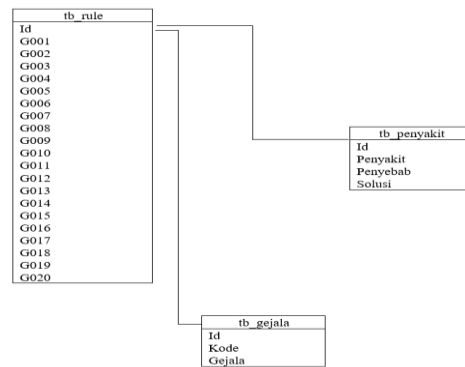 tb_rule
Id
G001
G002
G003
G004
G005
G006
G007
G008
G009
G010
G011
G012
G013
G014
G015
G016
G017
G018
G019
G020
tb_penyakit
Id
Penyakit
Penyebab
Solusi
tb_gejala
Id
Kode
Gejala